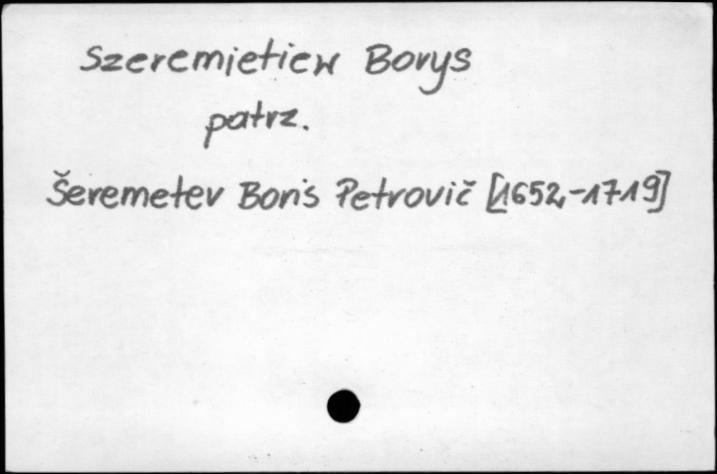 Szeremietiew Borys
patrz.
Šeremetev Boris Petrovič [1652,-1719]